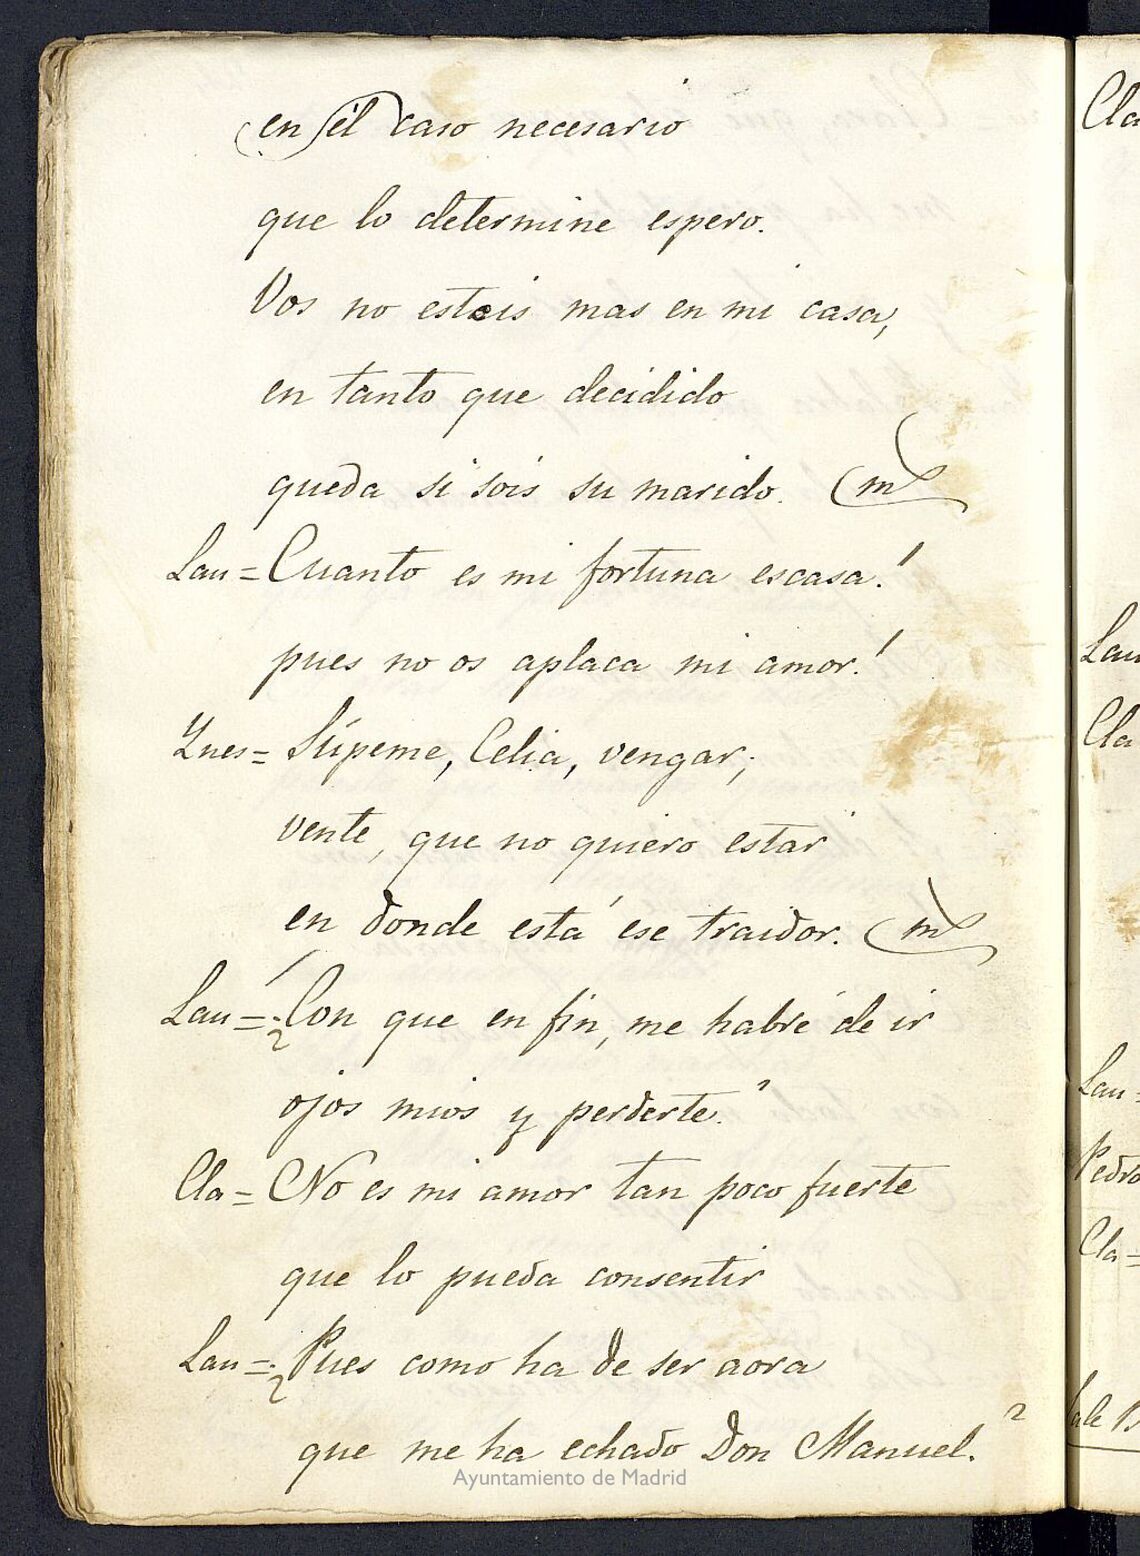 en el caso necesario
que lo determine espero.
Vos no esteis mas en mi casa,
en tanto que decidido
queda si sois su marido.
Lau = Cuanto es mi fortuna escasa!
pues no os aplaca mi amor!
Ynes = Súpeme, Celia, vengar;
vente, que no quiero estar
en donde está ese traidor.
Lau = ¿Con que en fin, me habré de ir
ojos mios y perderte?
Cla = No es mi amor tan poco fuerte
que lo pueda consentir
Lau = ¿Pues como ha de ser aora
que me ha echado Don Manuel?
Ayuntamiento de Madrid
Cla
Lau
Cla
Lau =
Pedro
Cla =